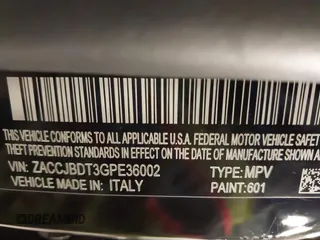 THIS VEHICLE CONFORMS TO ALL APPLICABLE U.S.A. FEDERAL MOTOR VEHICLE SAFETY
THEFT PREVENTION STANDARDS IN EFFECT ON THE DATE OF MANUFACTURE SHOWN A
VIN: ZACCJBDT3GPE36002 TYPE: MPV
VEHICLE MADE IN: ITALY PAINT: 601